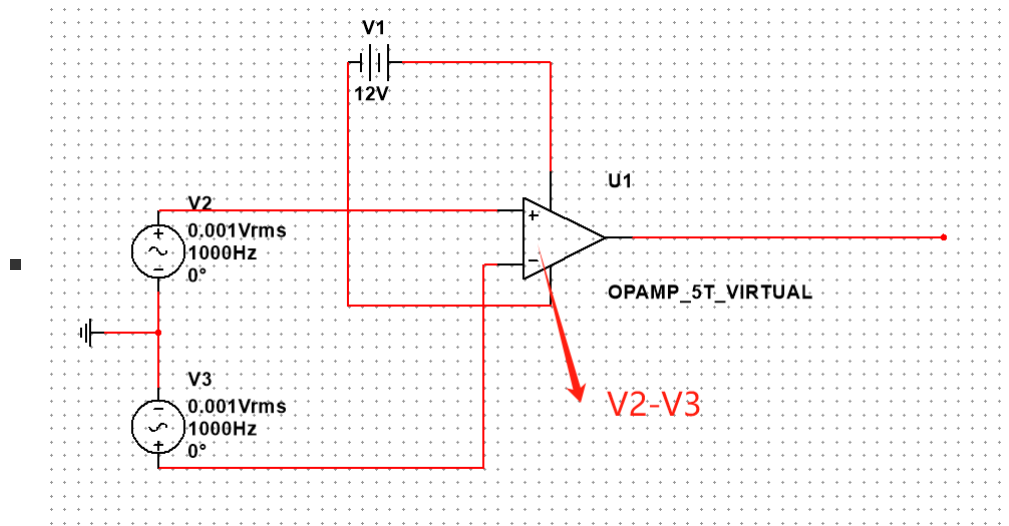 V1
12V
U1
V2
0.001Vrms
1000Hz
0°
OPAMP_5T_VIRTUAL
V3
0.001Vrms
1000Hz
0°
V2-V3